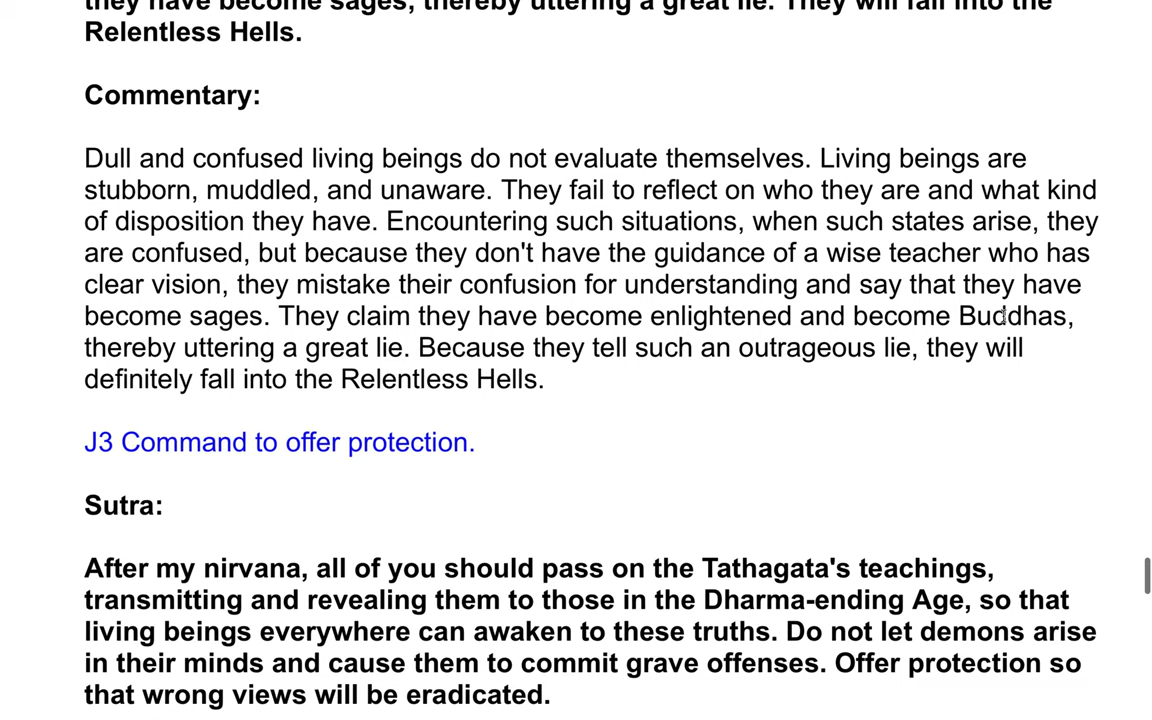 they have become sages, thereby uttering a great lie. They will fall into the
Relentless Hells.
Commentary:
Dull and confused living beings do not evaluate themselves. Living beings are
stubborn, muddled, and unaware. They fail to reflect on who they are and what kind
of disposition they have. Encountering such situations, when such states arise, they
are confused, but because they don't have the guidance of a wise teacher who has
clear vision, they mistake their confusion for understanding and say that they have
become sages. They claim they have become enlightened and become Buddhas,
thereby uttering a great lie. Because they tell such an outrageous lie, they will
definitely fall into the Relentless Hells.
J3 Command to offer protection.
Sutra:
After my nirvana, all of you should pass on the Tathagata's teachings,
transmitting and revealing them to those in the Dharma-ending Age, so that
living beings everywhere can awaken to these truths. Do not let demons arise
in their minds and cause them to commit grave offenses. Offer protection so
that wrong views will be eradicated.